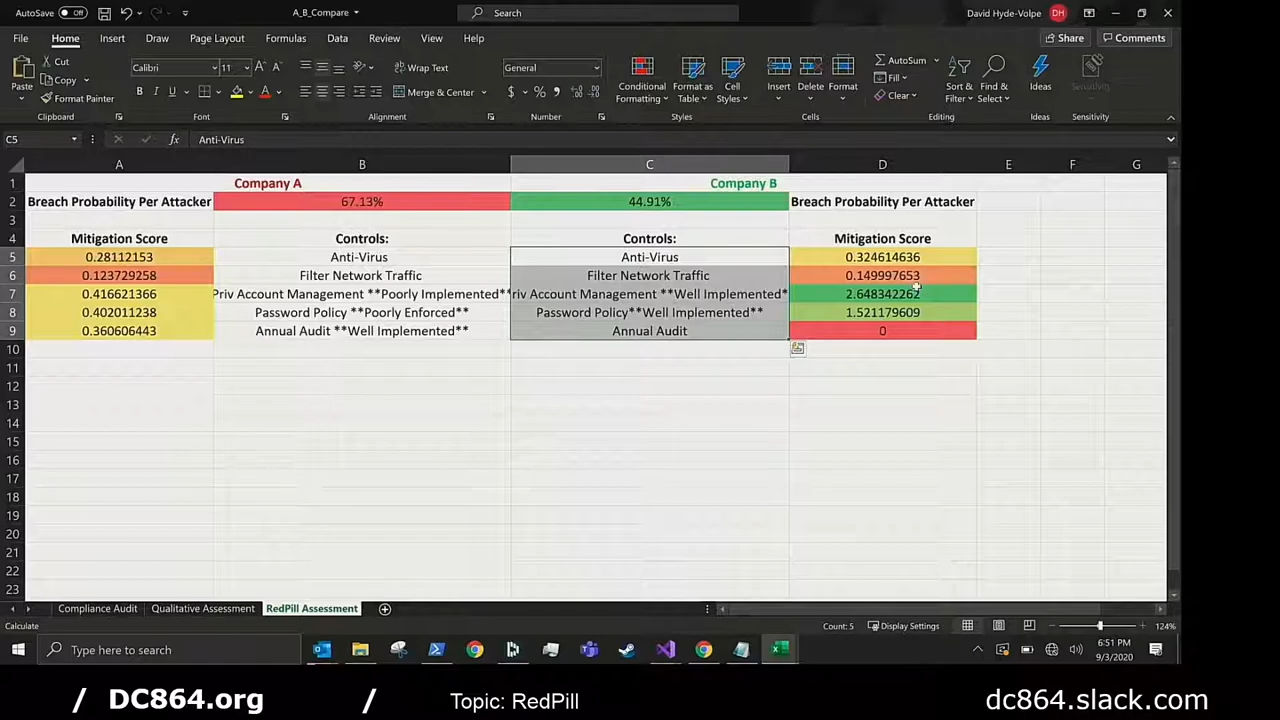 AutoSave Off A_B_Compare Search David Hyde-Volpe DH
File Home Insert Draw Page Layout Formulas Data Review View Help Share Comments
Paste Cut Copy Format Painter Calibri 11 Wrap Text Merge & Center General Conditional Formatting Format as Table Cell Styles Insert Delete Format AutoSum Fill Clear Sort & Filter Find & Select Ideas Sensitivity
Clipboard Font Alignment Number Styles Cells Editing Ideas Sensitivity
C5 fx Anti-Virus
A B C D E F G
1 Company A Company B
2 Breach Probability Per Attacker 67.13% 44.91% Breach Probability Per Attacker
3
4 Mitigation Score Controls: Controls: Mitigation Score
5 0.28112153 Anti-Virus Anti-Virus 0.324614636
6 0.123729258 Filter Network Traffic Filter Network Traffic 0.149997653
7 0.416621366 Priv Account Management **Poorly Implemented** riv Account Management **Well Implemented* 2.648342262
8 0.402011238 Password Policy **Poorly Enforced** Password Policy**Well Implemented** 1.521179609
9 0.360606443 Annual Audit **Well Implemented** Annual Audit 0
10
11
12
13
14
15
16
17
18
19
20
21
22
23
Compliance Audit Qualitative Assessment RedPill Assessment
Calculate Count: 5 Display Settings 124%
Type here to search 6:51 PM
9/3/2020
/ DC864.org / Topic: RedPill dc864.slack.com